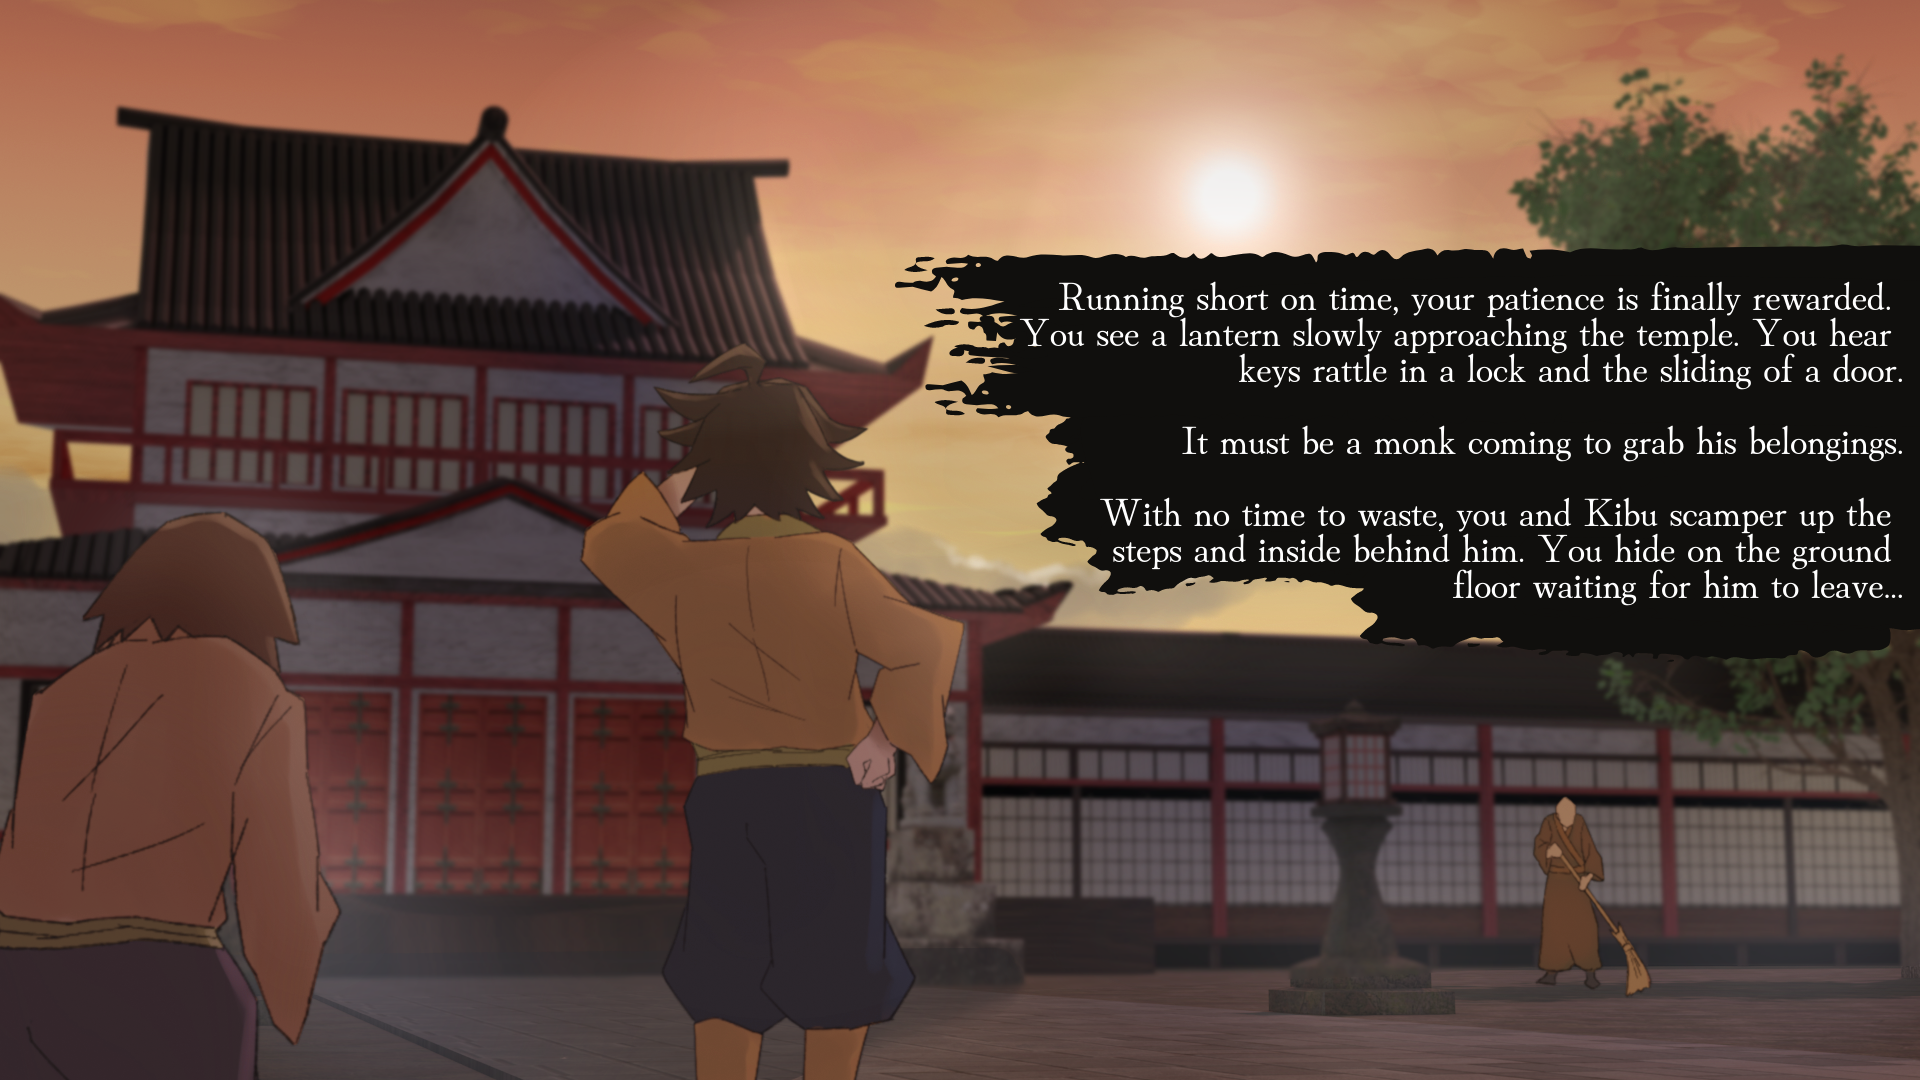 Running short on time, your patience is finally rewarded.
You see a lantern slowly approaching the temple. You hear
keys rattle in a lock and the sliding of a door.
It must be a monk coming to grab his belongings.
With no time to waste, you and Kibu scamper up the
steps and inside behind him. You hide on the ground
floor waiting for him to leave...